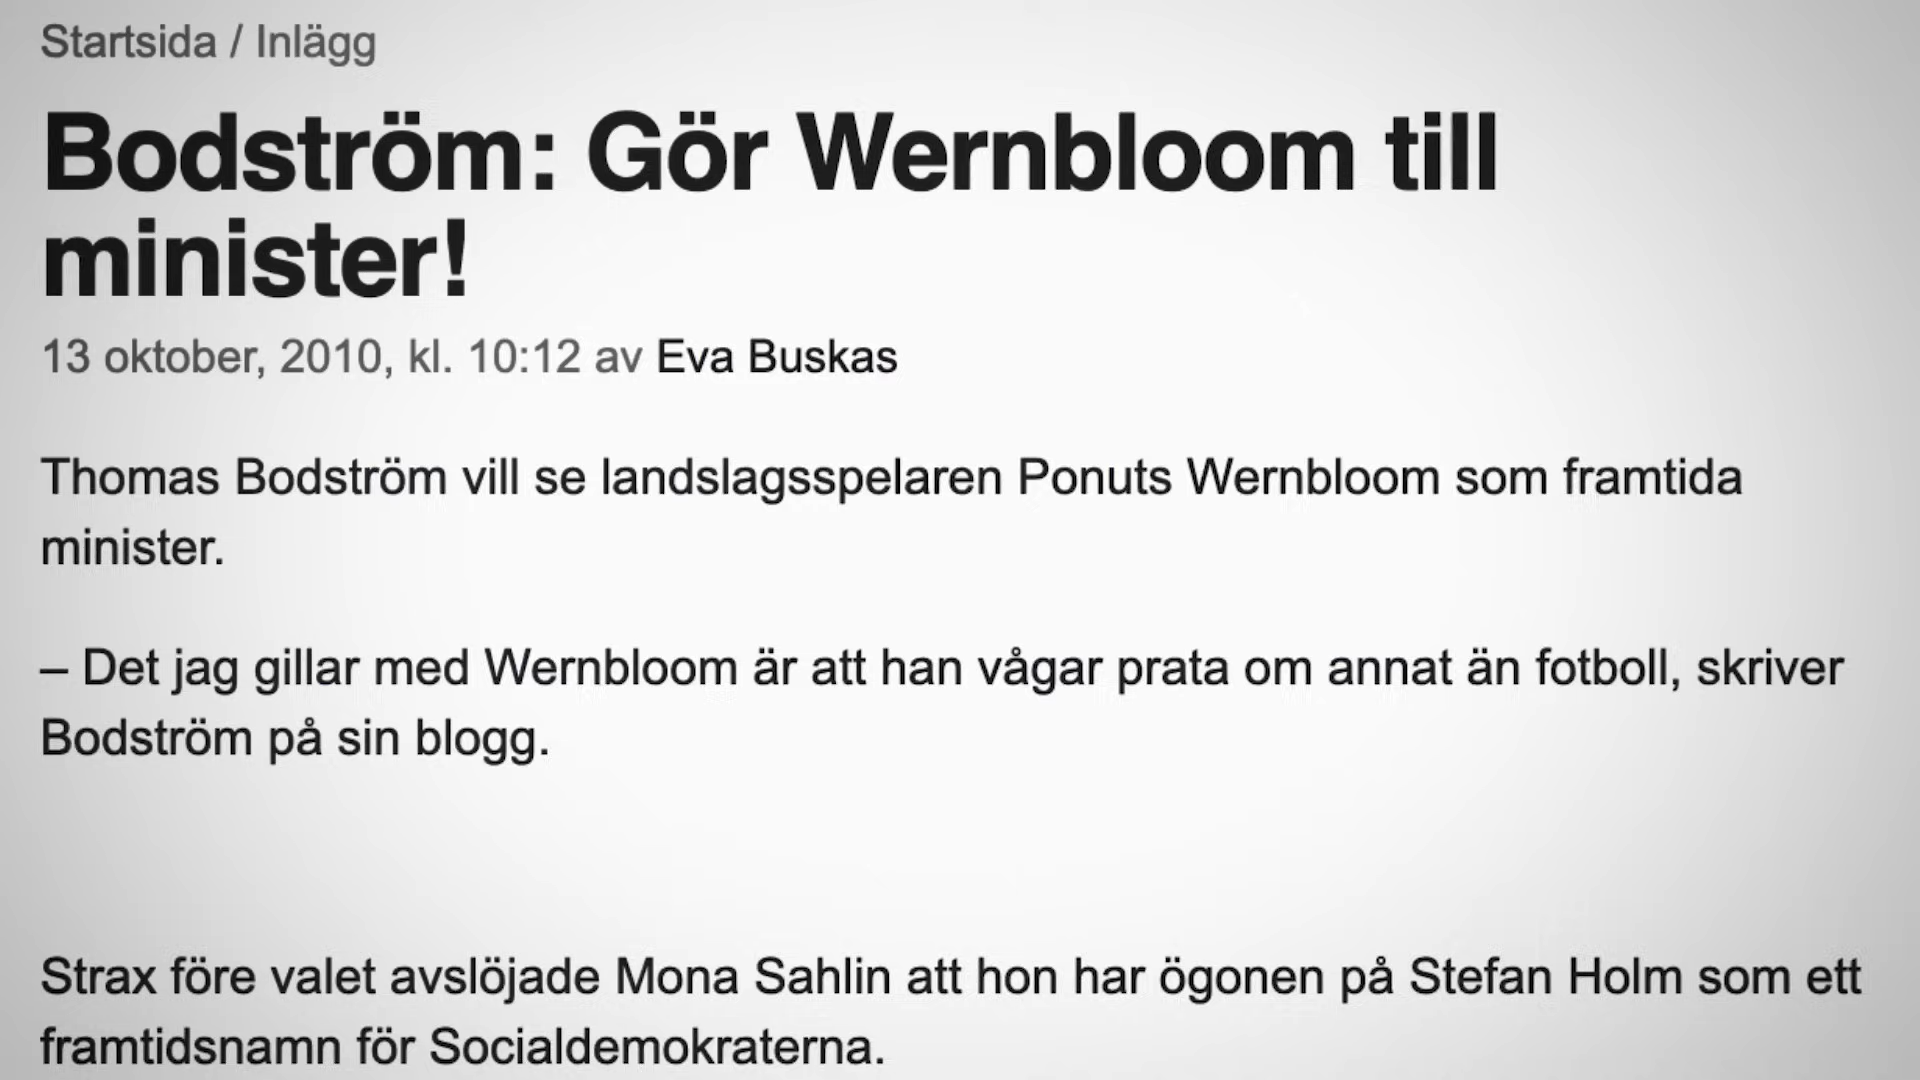 Startsida / Inlägg
Bodström: Gör Wernbloom till
minister!
13 oktober, 2010, kl. 10:12 av Eva Buskas
Thomas Bodström vill se landslagsspelaren Ponuts Wernbloom som framtida
minister.
– Det jag gillar med Wernbloom är att han vågar prata om annat än fotboll, skriver
Bodström på sin blogg.
Strax före valet avslöjade Mona Sahlin att hon har ögonen på Stefan Holm som ett
framtidsnamn för Socialdemokraterna.